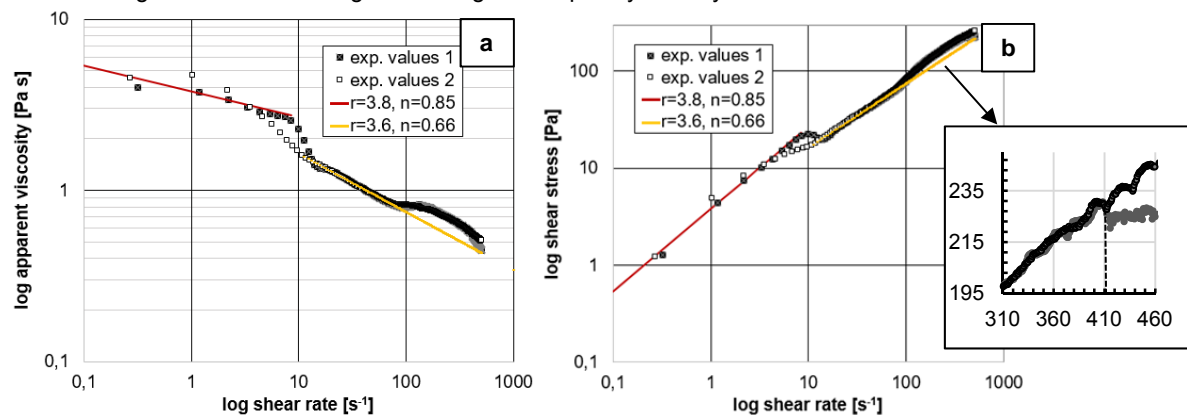 a
10
1
0,1
log apparent viscosity [Pa s]
exp. values 1
exp. values 2
r=3.8, n=0.85
r=3.6, n=0.66
0,1
1
10
100
1000
log shear rate [s⁻¹]
b
100
10
1
0,1
log shear stress [Pa]
exp. values 1
exp. values 2
r=3.8, n=0.85
r=3.6, n=0.66
0,1
1
10
100
1000
log shear rate [s⁻¹]
235
215
195
310
360
410
460